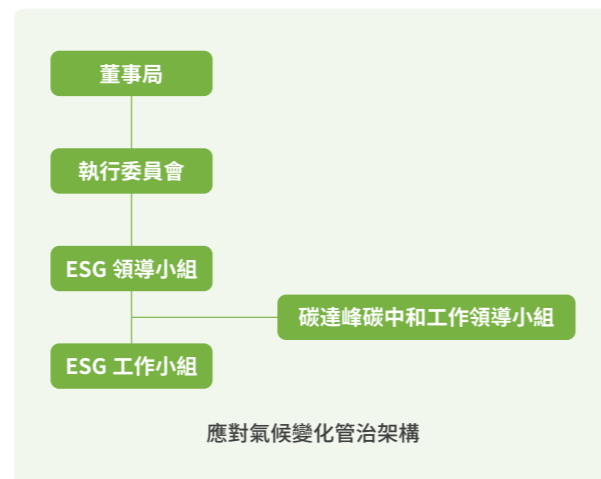 董事局
執行委員會
ESG 領導小組
碳達峰碳中和工作領導小組
ESG 工作小組
應對氣候變化管治架構